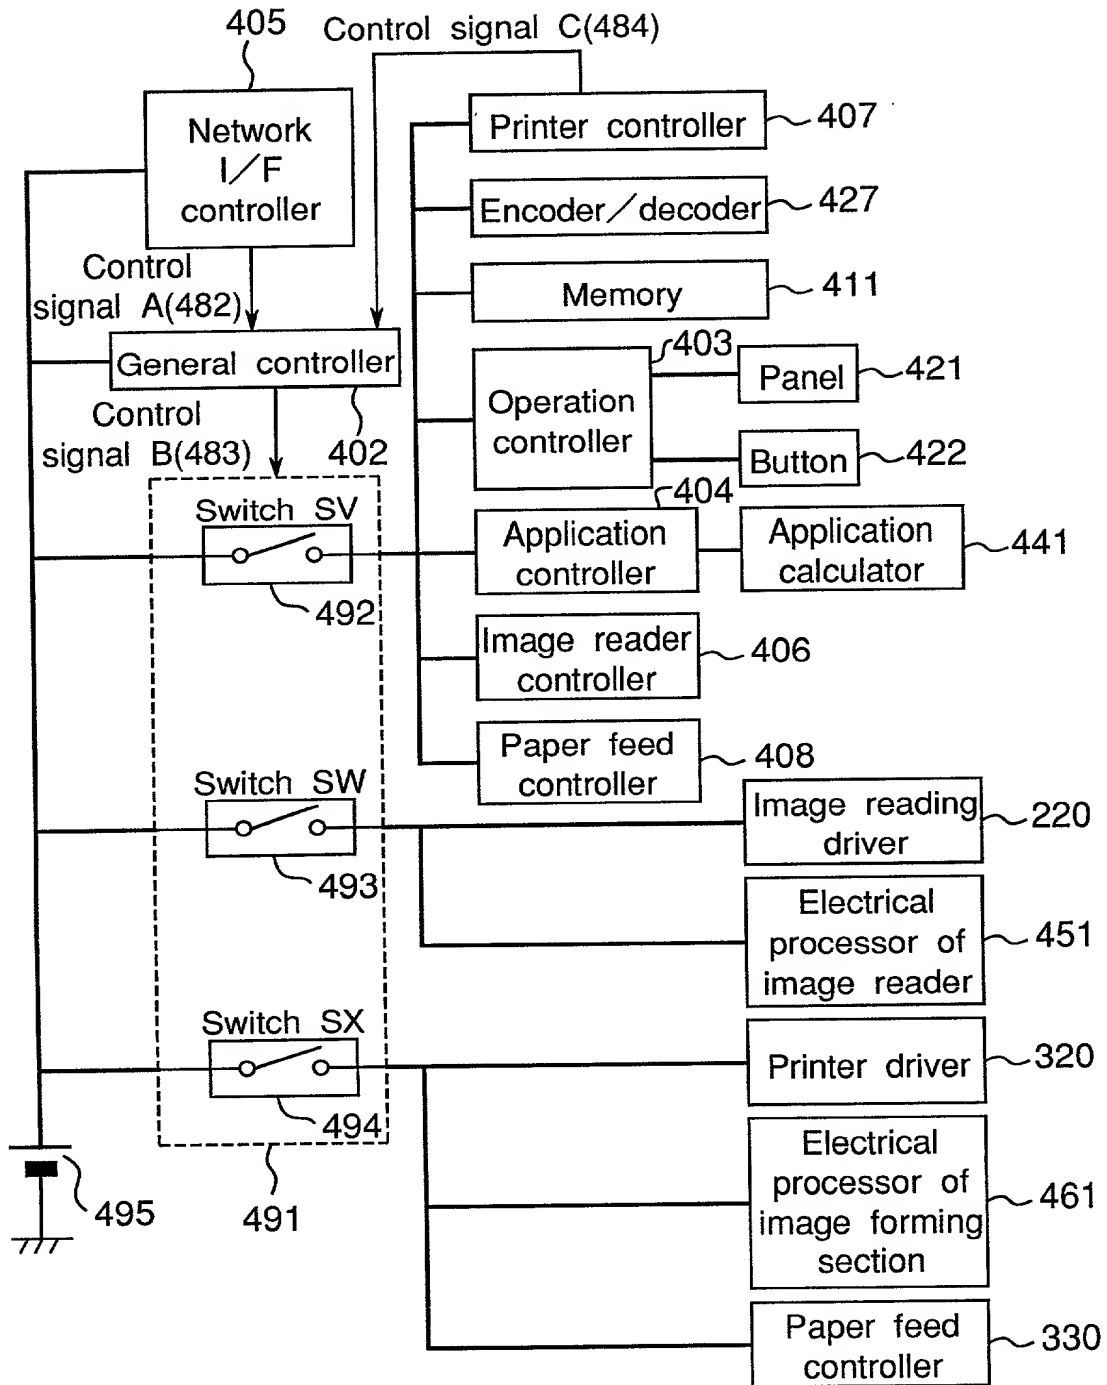 405
Control signal C(484)
Network
I/F
controller
Printer controller
407
Encoder/decoder
427
Control
signal A(482)
Memory
411
General controller
403
Panel
421
Operation
controller
Control
signal B(483)
402
Button
422
404
Switch SV
492
Application
controller
Application
calculator
441
Image reader
controller
406
Paper feed
controller
408
Switch SW
493
Image reading
driver
220
Electrical
processor of
image reader
451
Switch SX
494
Printer driver
320
495
491
Electrical
processor of
image forming
section
461
Paper feed
controller
330